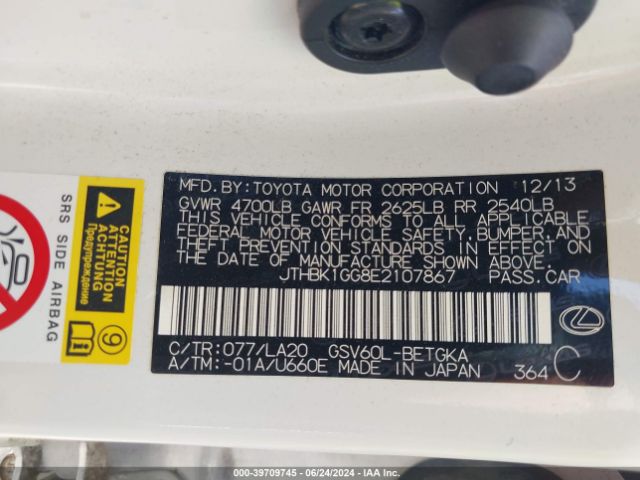 MFD.BY:TOYOTA MOTOR CORPORATION 12/13
GVWR 4700LB GAWR FR 2625LB RR 2540LB
THIS VEHICLE CONFORMS TO ALL APPLICABLE
FEDERAL MOTOR VEHICLE SAFETY,BUMPER,AND
THEFT PREVENTION STANDARDS IN EFFECT ON
THE DATE OF MANUFACTURE SHOWN ABOVE.
JTHBK1GG8E2107867 PASS.CAR
C/TR:077/LA20 GSV60L-BETGKA
A/TM:-01A/U660E MADE IN JAPAN 364 C
SRS SIDE AIRBAG
CAUTION
ATTENTION
Предупреждение
9
000-39709745 - 06/24/2024 - IAA Inc.